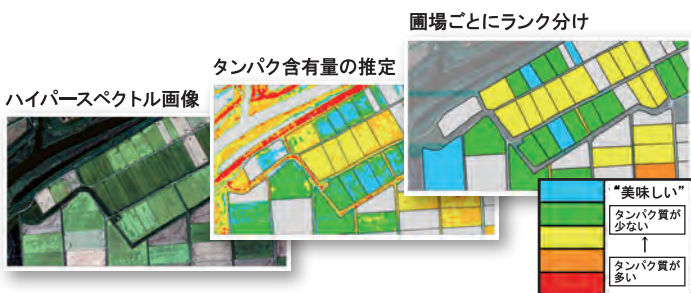 ハイパースペクトル画像
タンパク含有量の推定
圃場ごとにランク分け
“美味しい”
タンパク質が
少ない
↑
タンパク質が
多い